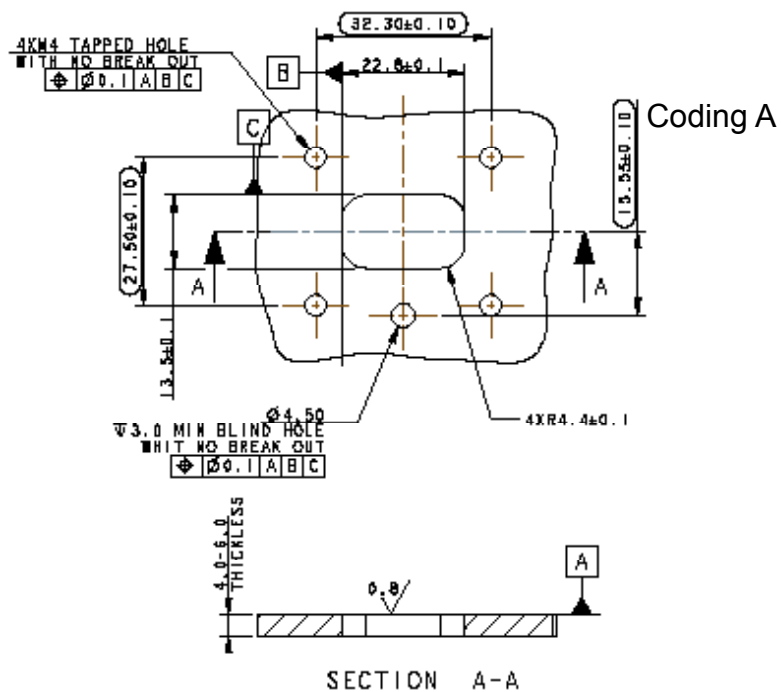 32.30±0.10
4XM4 TAPPED HOLE
WITH NO BREAK OUT
⌖ Ø0.1 A B C
B
22.8±0.1
Coding A
C
15.55±0.10
27.50±0.10
A
A
13.5±0.1
Ø4.50
↧3.0 MIN BLIND HOLE
WHIT NO BREAK OUT
⌖ Ø0.1 A B C
4XR4.4±0.1
4.0-6.0
THICKLESS
0.8
A
SECTION A-A